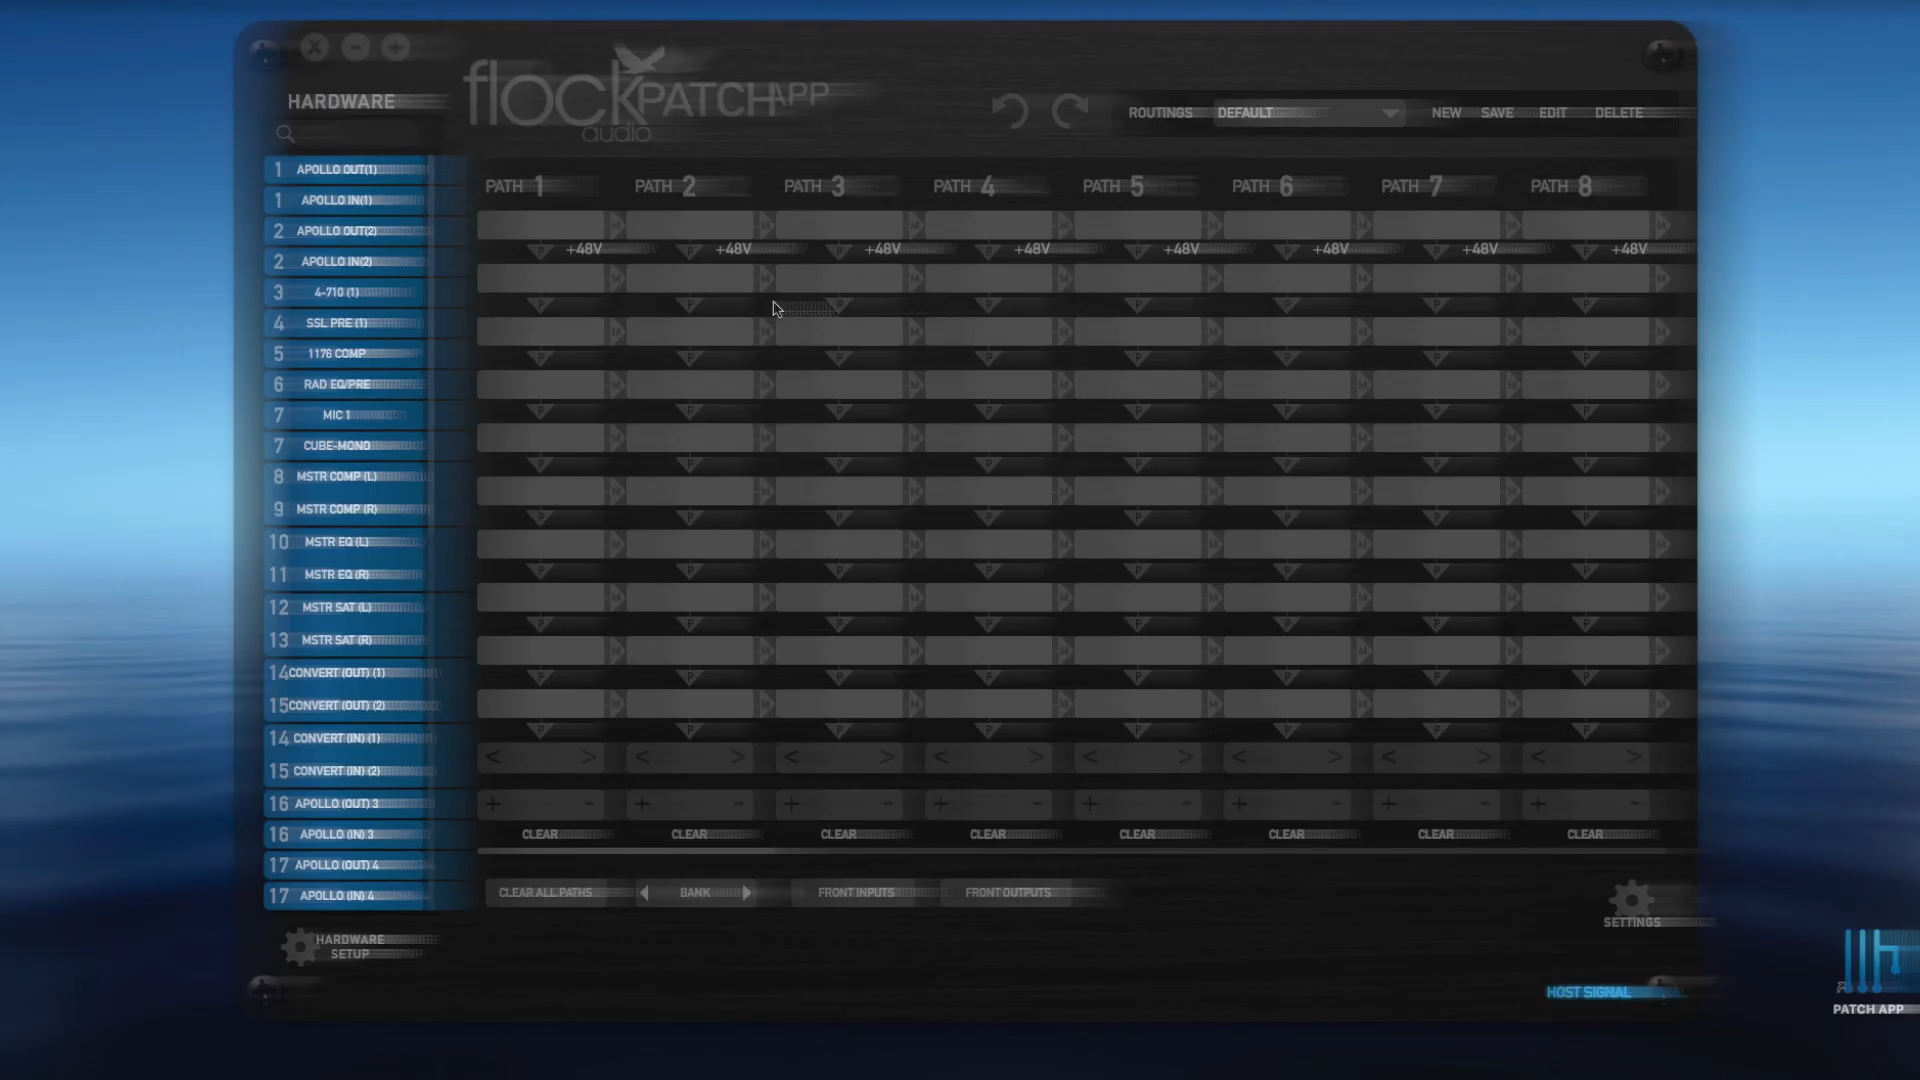 HARDWARE
flock audio PATCH APP
ROUTINGS DEFAULT NEW SAVE EDIT DELETE
1 APOLLO OUT(1)
1 APOLLO IN(1)
2 APOLLO OUT(2)
2 APOLLO IN(2)
3 4-710 (1)
4 SSL PRE (1)
5 1176 COMP
6 RAD EQ/PRE
7 MIC 1
7 CUBE-MONO
8 MSTR COMP (L)
9 MSTR COMP (R)
10 MSTR EQ (L)
11 MSTR EQ (R)
12 MSTR SAT (L)
13 MSTR SAT (R)
14 CONVERT (OUT) (1)
15 CONVERT (OUT) (2)
14 CONVERT (IN) (1)
15 CONVERT (IN) (2)
16 APOLLO (OUT) 3
16 APOLLO (IN) 3
17 APOLLO (OUT) 4
17 APOLLO (IN) 4
HARDWARE
SETUP
PATH 1 PATH 2 PATH 3 PATH 4 PATH 5 PATH 6 PATH 7 PATH 8
M M M M M M M M
P +48V P +48V P +48V P +48V P +48V P +48V P +48V P +48V
M M M M M M M M
P P P P P P P P
M M M M M M M M
P P P P P P P P
M M M M M M M M
P P P P P P P P
M M M M M M M M
P P P P P P P P
M M M M M M M M
P P P P P P P P
M M M M M M M M
P P P P P P P P
M M M M M M M M
P P P P P P P P
M M M M M M M M
P P P P P P P P
M M M M M M M M
P P P P P P P P
< > < > < > < > < > < > < > < >
+ - + - + - + - + - + - + - + -
CLEAR CLEAR CLEAR CLEAR CLEAR CLEAR CLEAR CLEAR
CLEAR ALL PATHS BANK FRONT INPUTS FRONT OUTPUTS
SETTINGS
HOST SIGNAL
PATCH APP